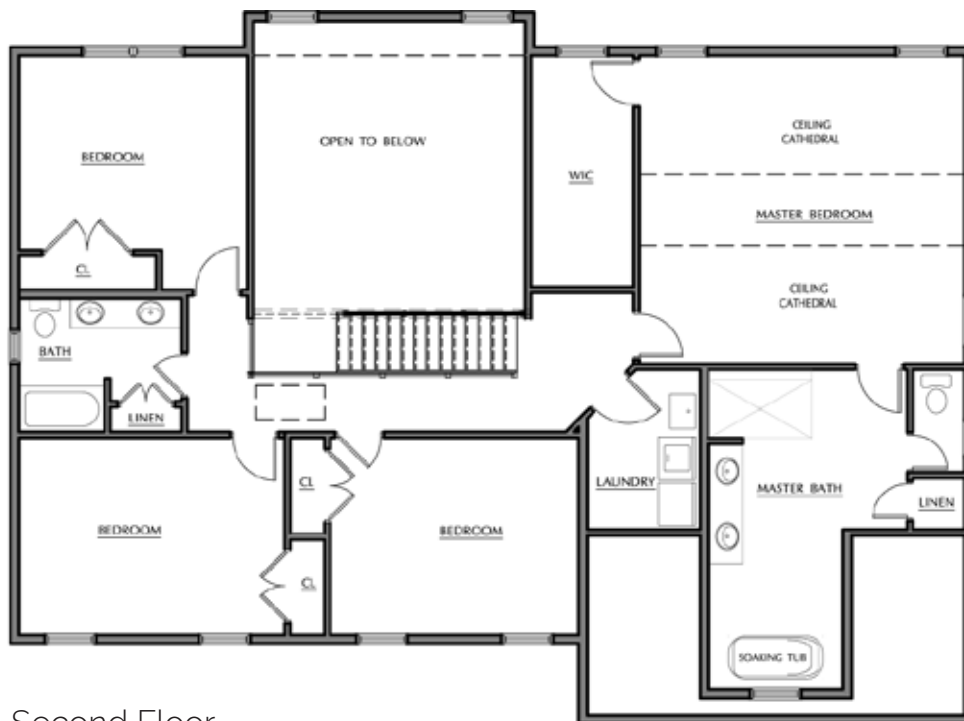 OPEN TO BELOW
BEDROOM
WIC
CEILING
CATHEDRAL
MASTER BEDROOM
CEILING
CATHEDRAL
CL
BATH
LINEN
CL
LAUNDRY
MASTER BATH
LINEN
BEDROOM
BEDROOM
CL
SOAKING TUB
Second Floor